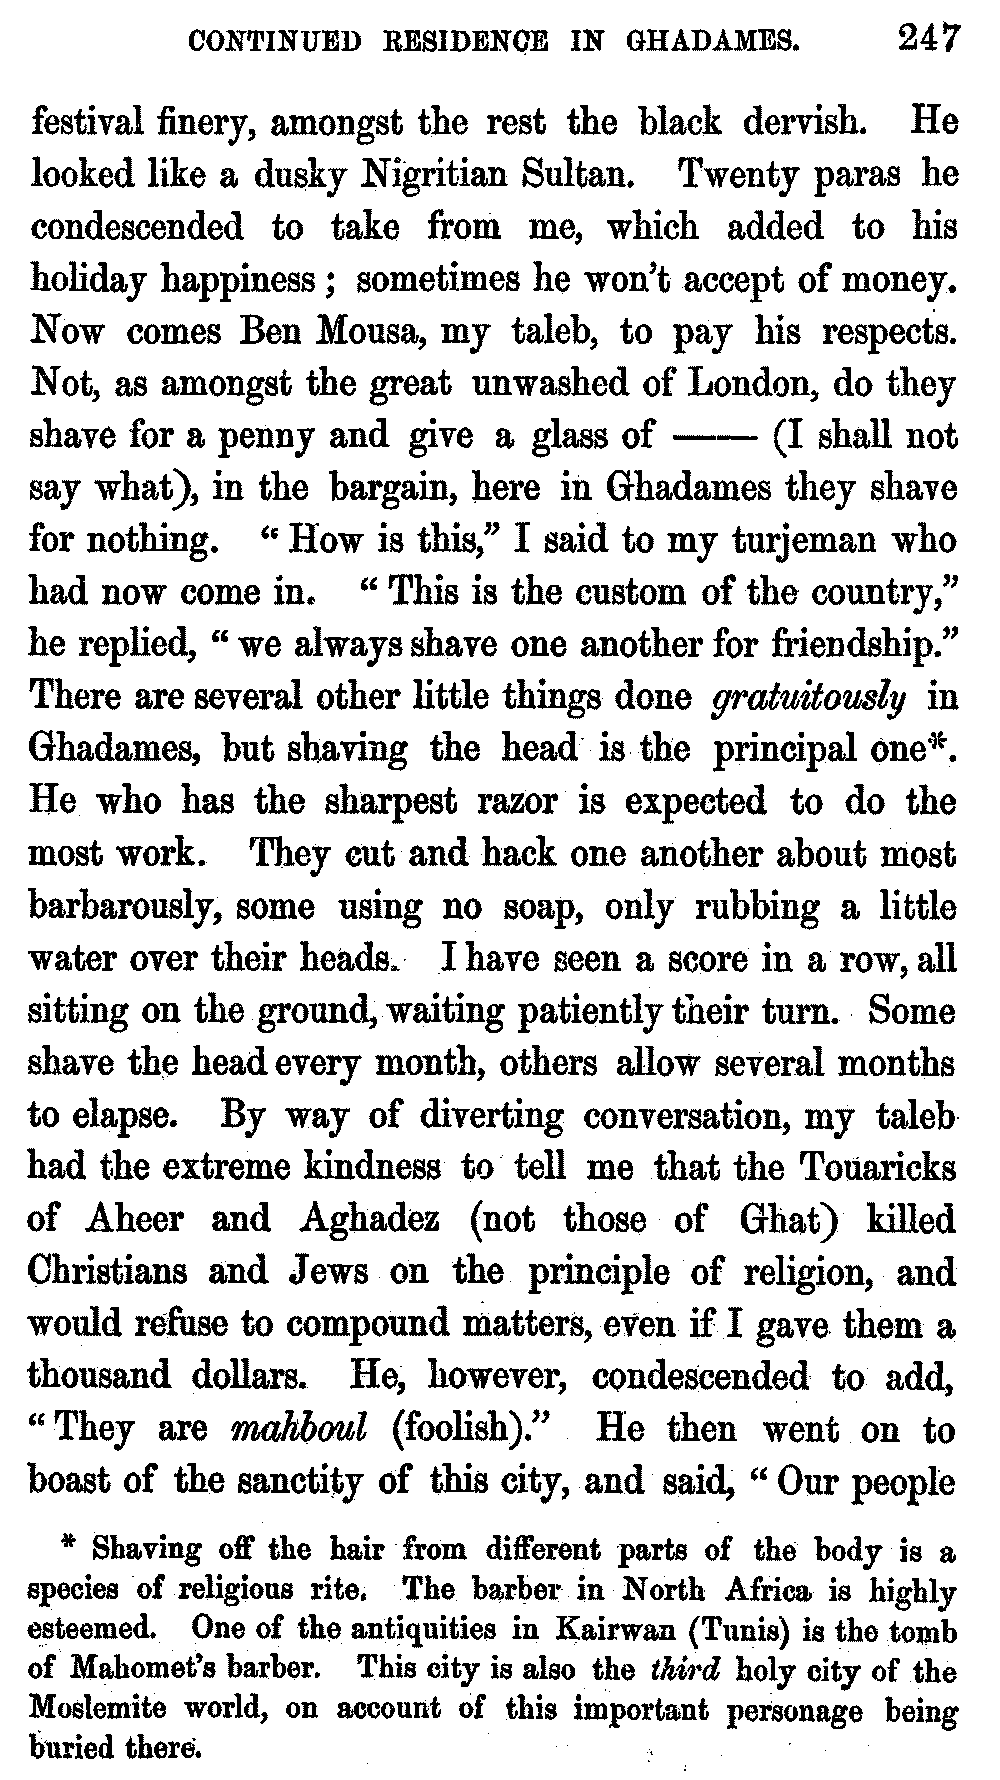 CONTINUED RESIDENCE IN GHADAMES. 247
festival finery, amongst the rest the black dervish. He
looked like a dusky Nigritian Sultan. Twenty paras he
condescended to take from me, which added to his
holiday happiness; sometimes he won't accept of money.
Now comes Ben Mousa, my taleb, to pay his respects.
Not, as amongst the great unwashed of London, do they
shave for a penny and give a glass of —— (I shall not
say what), in the bargain, here in Ghadames they shave
for nothing. "How is this," I said to my turjeman who
had now come in. "This is the custom of the country,"
he replied, "we always shave one another for friendship."
There are several other little things done gratuitously in
Ghadames, but shaving the head is the principal one*.
He who has the sharpest razor is expected to do the
most work. They cut and hack one another about most
barbarously, some using no soap, only rubbing a little
water over their heads. I have seen a score in a row, all
sitting on the ground, waiting patiently their turn. Some
shave the head every month, others allow several months
to elapse. By way of diverting conversation, my taleb
had the extreme kindness to tell me that the Touaricks
of Aheer and Aghadez (not those of Ghat) killed
Christians and Jews on the principle of religion, and
would refuse to compound matters, even if I gave them a
thousand dollars. He, however, condescended to add,
"They are mahboul (foolish)." He then went on to
boast of the sanctity of this city, and said, "Our people
* Shaving off the hair from different parts of the body is a
species of religious rite. The barber in North Africa is highly
esteemed. One of the antiquities in Kairwan (Tunis) is the tomb
of Mahomet's barber. This city is also the third holy city of the
Moslemite world, on account of this important personage being
buried there.